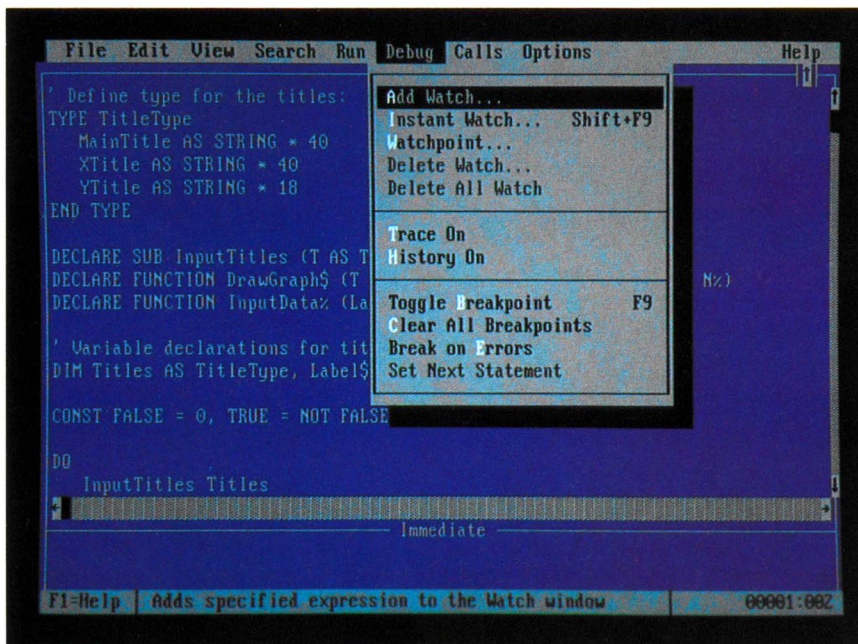 File Edit View Search Run Debug Calls Options Help
' Define type for the titles:
TYPE TitleType
MainTitle AS STRING * 40
XTitle AS STRING * 40
YTitle AS STRING * 18
END TYPE
DECLARE SUB InputTitles (T AS T
DECLARE FUNCTION DrawGraph$ (T N%)
DECLARE FUNCTION InputData% (La
' Variable declarations for tit
DIM Titles AS TitleType, Label$
CONST FALSE = 0, TRUE = NOT FALSE
DO
InputTitles Titles
Add Watch...
Instant Watch... Shift+F9
Watchpoint...
Delete Watch...
Delete All Watch
Trace On
History On
Toggle Breakpoint F9
Clear All Breakpoints
Break on Errors
Set Next Statement
Immediate
F1=Help Adds specified expression to the Watch window 00001:002